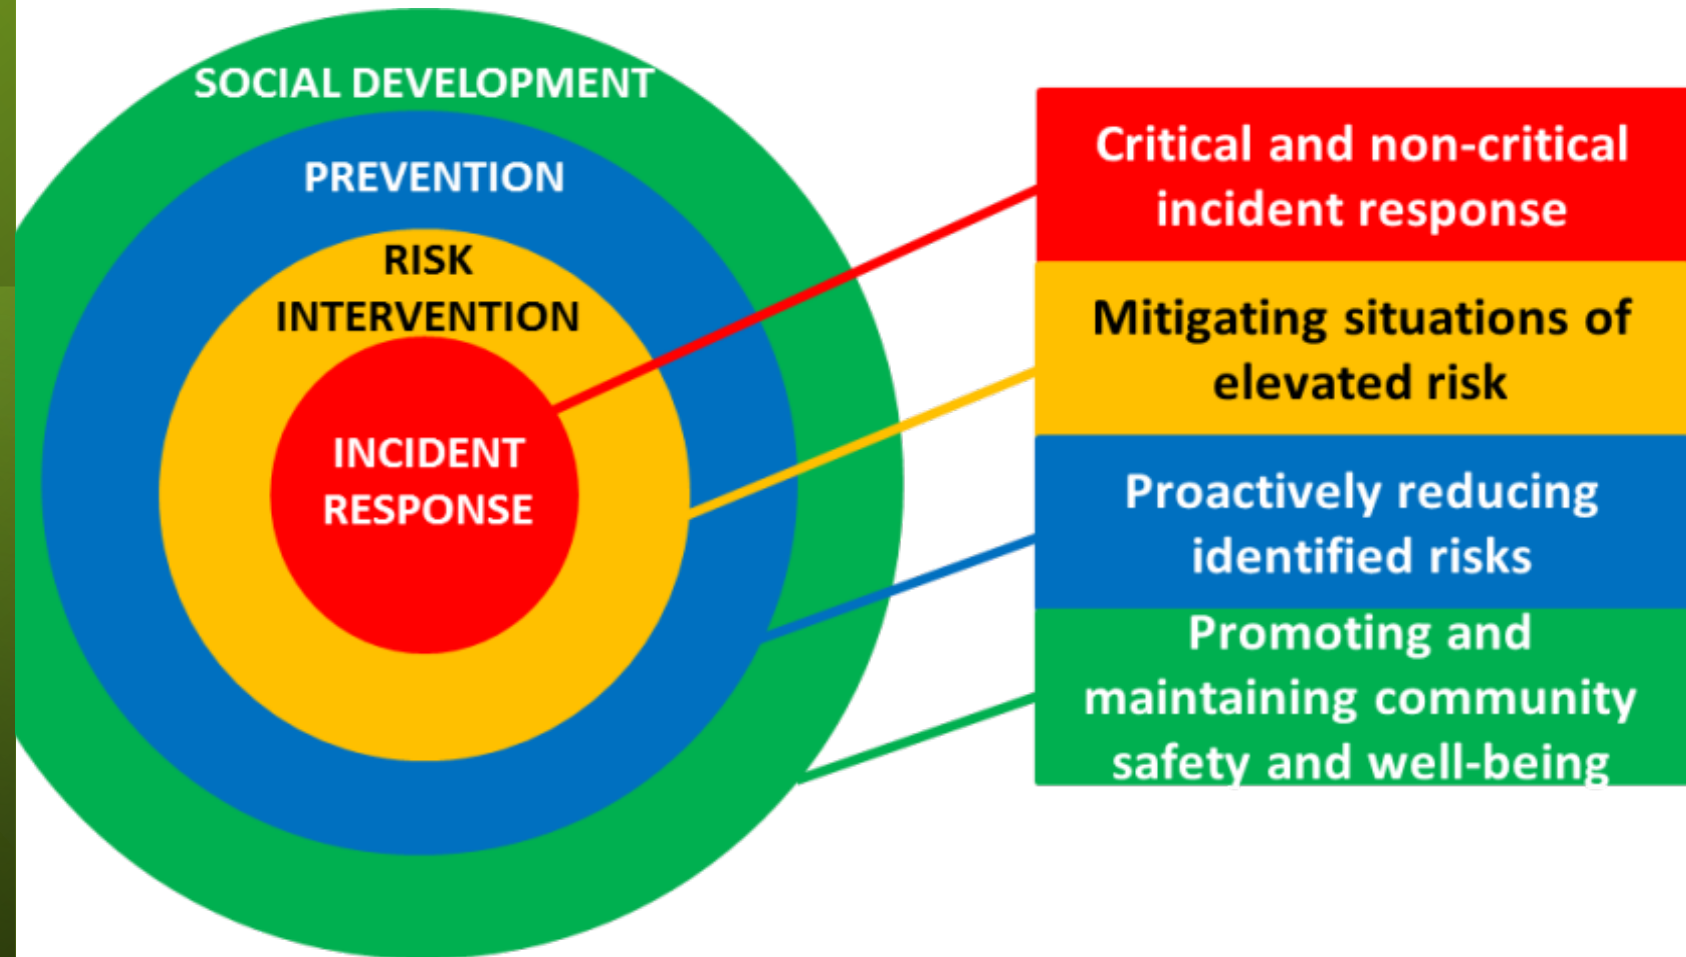 SOCIAL DEVELOPMENT
PREVENTION
RISK
INTERVENTION
INCIDENT
RESPONSE
Critical and non-critical
incident response
Mitigating situations of
elevated risk
Proactively reducing
identified risks
Promoting and
maintaining community
safety and well-being